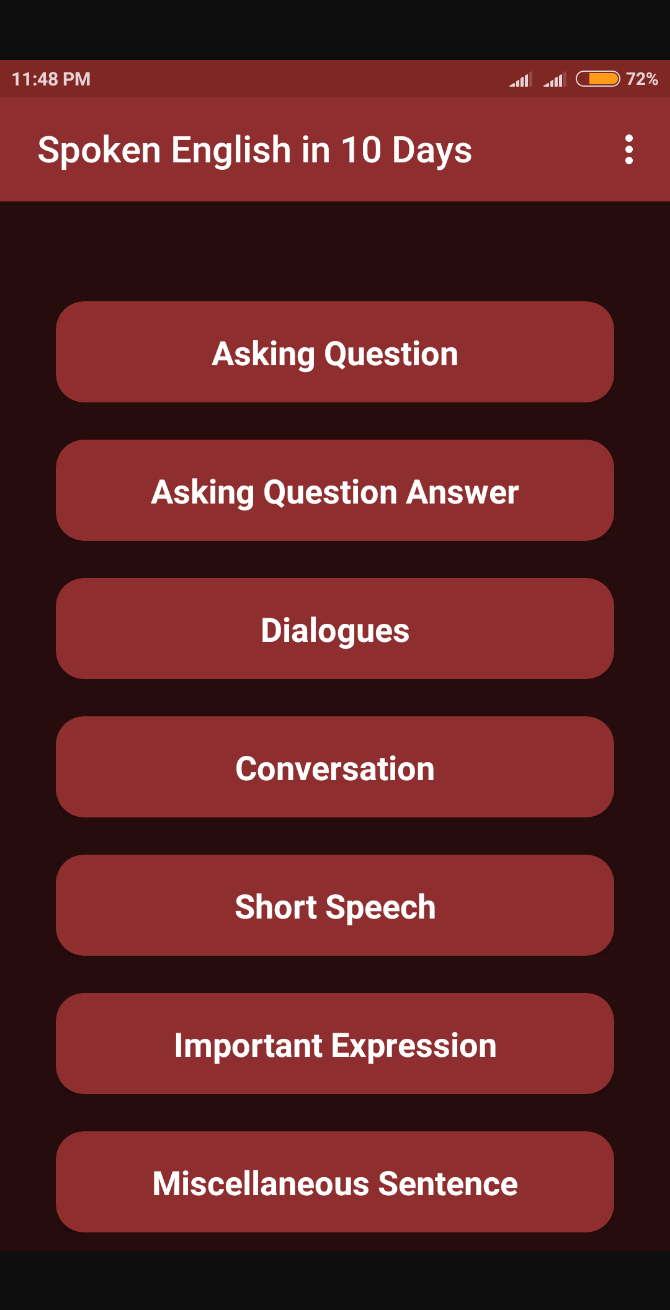 11:48 PM 72%
Spoken English in 10 Days
Asking Question
Asking Question Answer
Dialogues
Conversation
Short Speech
Important Expression
Miscellaneous Sentence